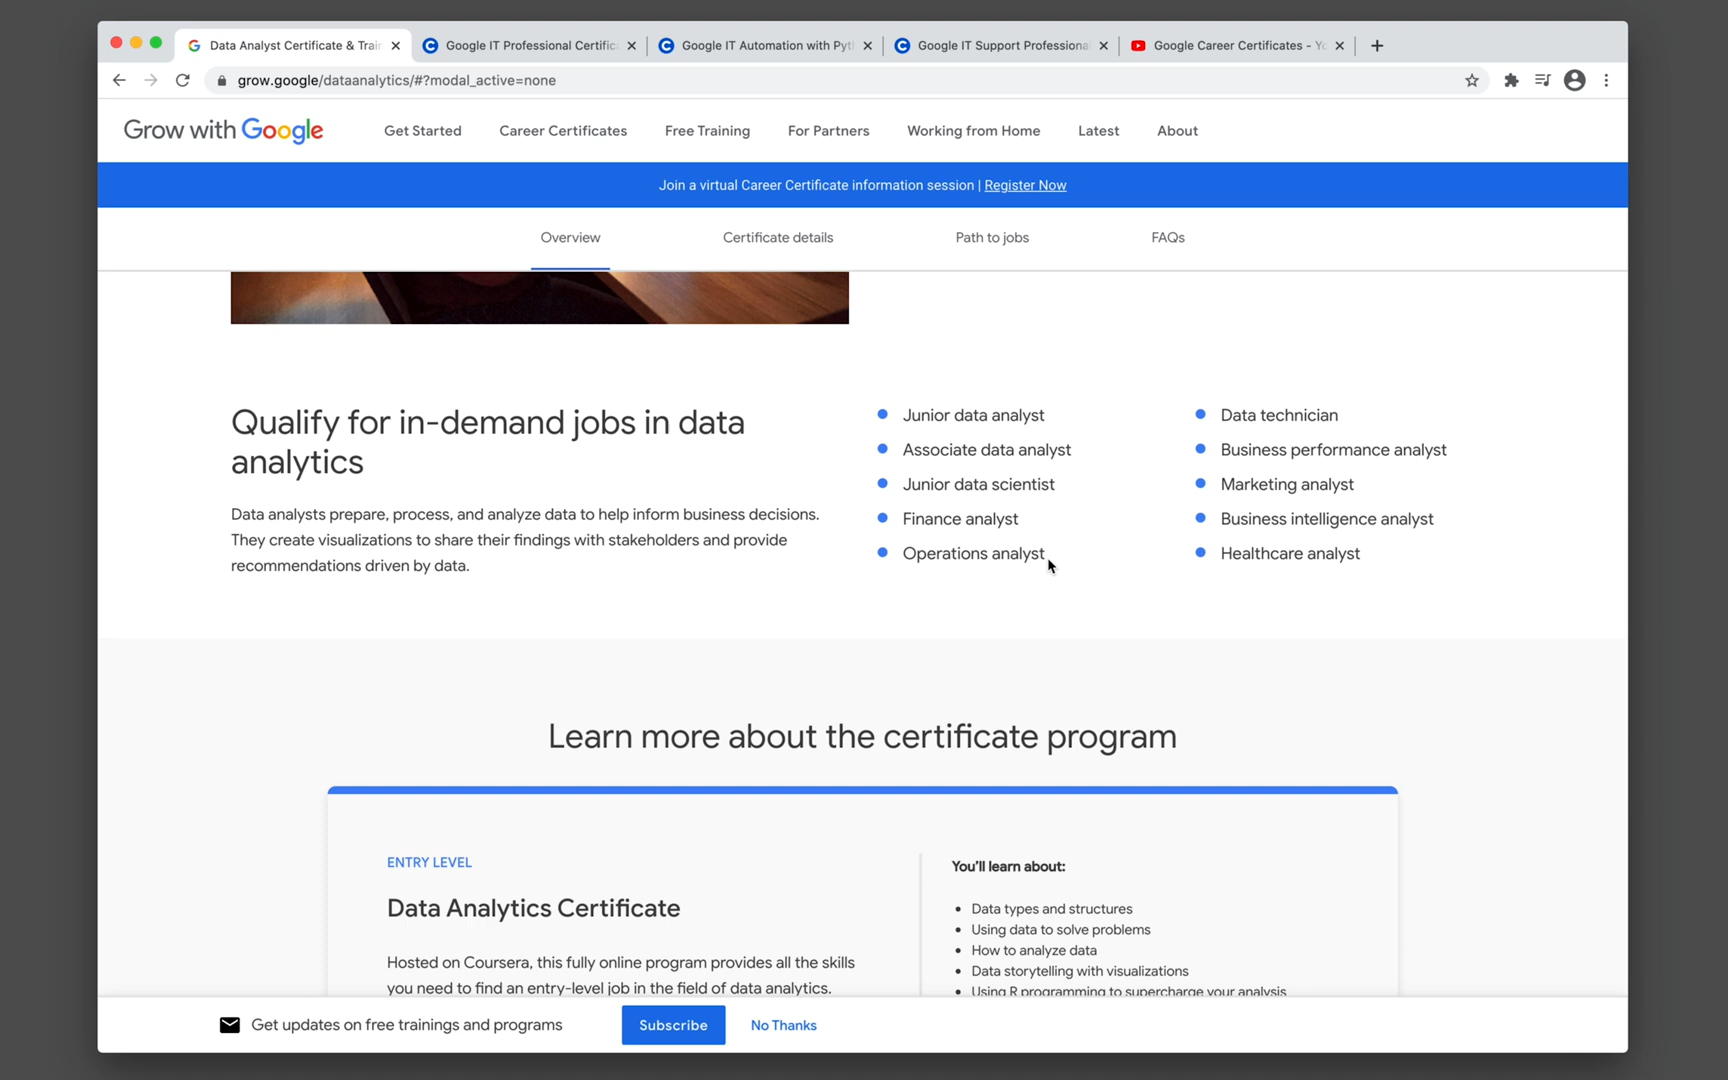 Data Analyst Certificate & Trai
Google IT Professional Certific
Google IT Automation with Pyt
Google IT Support Professiona
Google Career Certificates - Yo
grow.google/dataanalytics/#?modal_active=none
Grow with Google
Get Started
Career Certificates
Free Training
For Partners
Working from Home
Latest
About
Join a virtual Career Certificate information session | Register Now
Overview
Certificate details
Path to jobs
FAQs
Qualify for in-demand jobs in data
analytics
Data analysts prepare, process, and analyze data to help inform business decisions.
They create visualizations to share their findings with stakeholders and provide
recommendations driven by data.
Junior data analyst
Associate data analyst
Junior data scientist
Finance analyst
Operations analyst
Data technician
Business performance analyst
Marketing analyst
Business intelligence analyst
Healthcare analyst
Learn more about the certificate program
ENTRY LEVEL
Data Analytics Certificate
Hosted on Coursera, this fully online program provides all the skills
you need to find an entry-level job in the field of data analytics.
You'll learn about:
Data types and structures
Using data to solve problems
How to analyze data
Data storytelling with visualizations
Using R programming to supercharge your analysis
Get updates on free trainings and programs
Subscribe
No Thanks